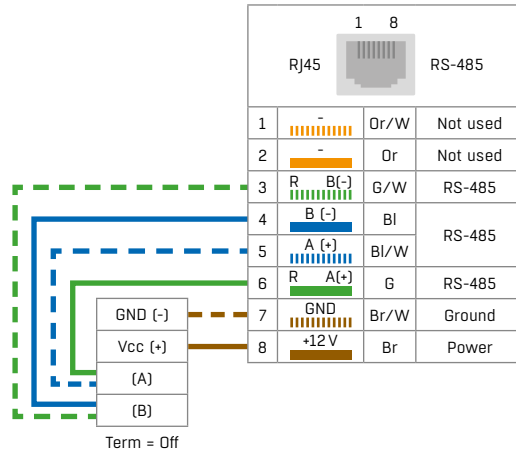 1 8
RJ45 RS-485
1 - Or/W Not used
2 - Or Not used
3 R B(-) G/W RS-485
4 B (-) Bl
RS-485
5 A (+) Bl/W
6 R A(+) G RS-485
7 GND Br/W Ground
8 +12 V Br Power
GND (-)
Vcc (+)
(A)
(B)
Term = Off